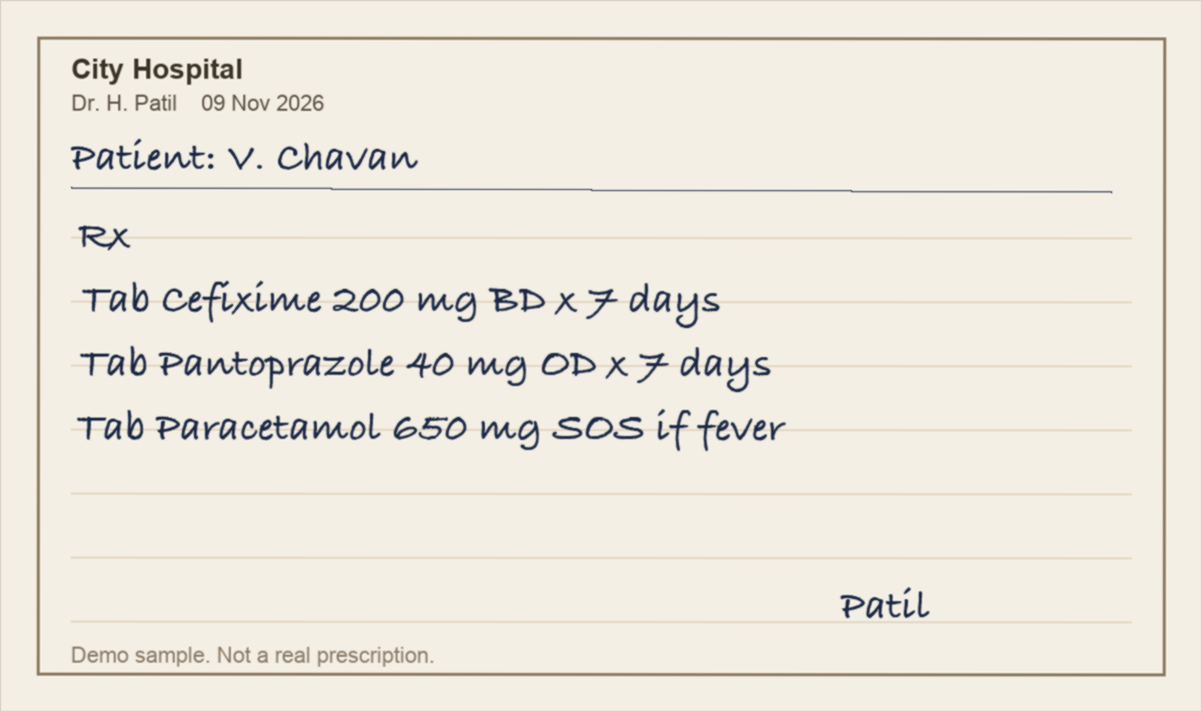 City Hospital
Dr. H. Patil 09 Nov 2026
Patient: V. Chavan
Rx
Tab Cefixime 200 mg BD x 7 days
Tab Pantoprazole 40 mg OD x 7 days
Tab Paracetamol 650 mg SOS if fever
Patil
Demo sample. Not a real prescription.